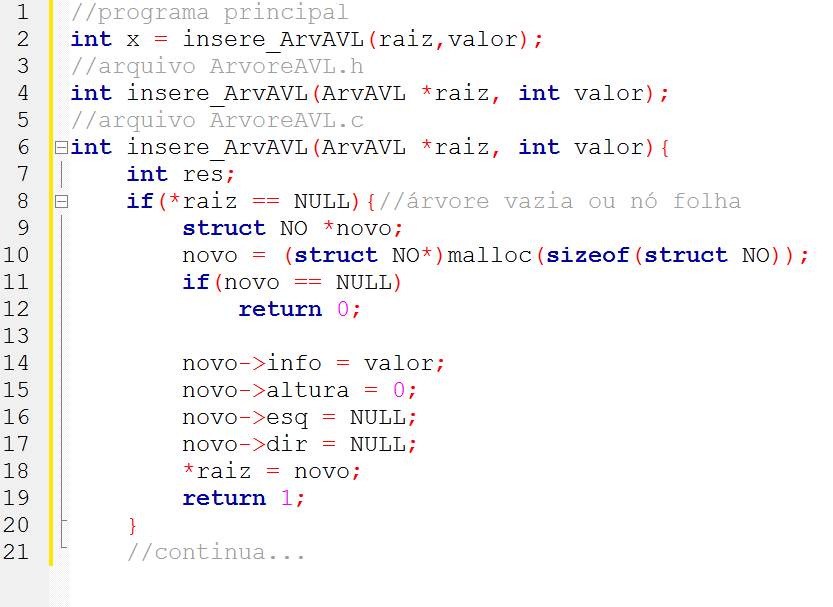 1 //programa principal
2 int x = insere_ArvAVL(raiz,valor);
3 //arquivo ArvoreAVL.h
4 int insere_ArvAVL(ArvAVL *raiz, int valor);
5 //arquivo ArvoreAVL.c
6 int insere_ArvAVL(ArvAVL *raiz, int valor){
7     int res;
8     if(*raiz == NULL){//árvore vazia ou nó folha
9         struct NO *novo;
10         novo = (struct NO*)malloc(sizeof(struct NO));
11         if(novo == NULL)
12             return 0;
13
14         novo->info = valor;
15         novo->altura = 0;
16         novo->esq = NULL;
17         novo->dir = NULL;
18         *raiz = novo;
19         return 1;
20     }
21     //continua...